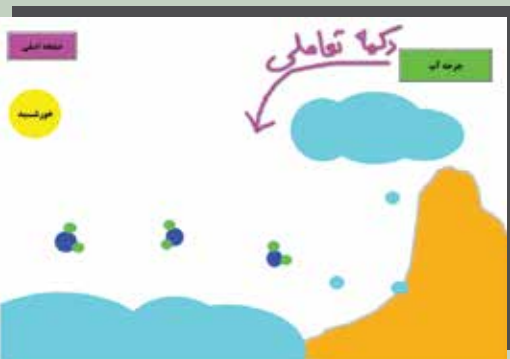 صفحه اصلی
دکمه تعاملی
چرخه آب
خورشید